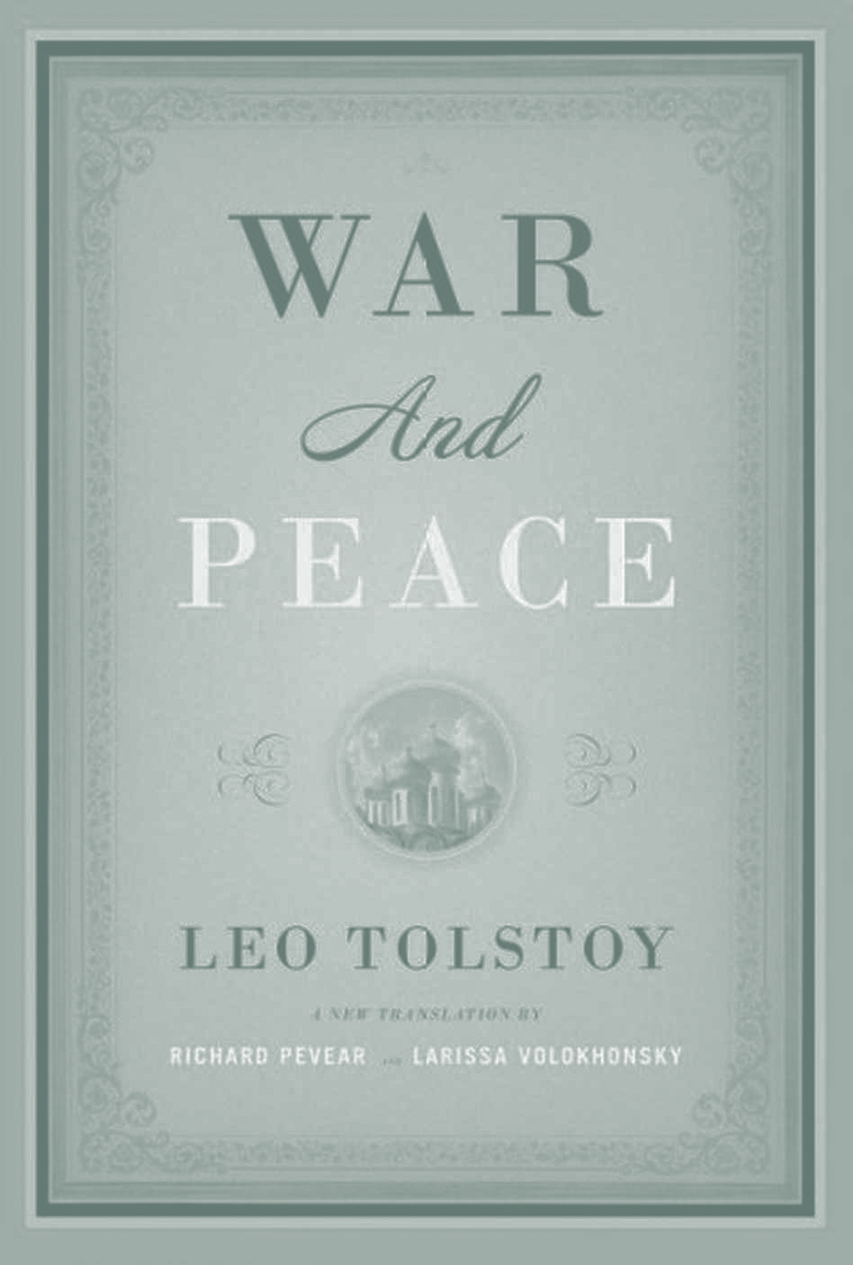 WAR
And
PEACE
LEO TOLSTOY
A NEW TRANSLATION BY
RICHARD PEVEAR LARISSA VOLOKHONSKY